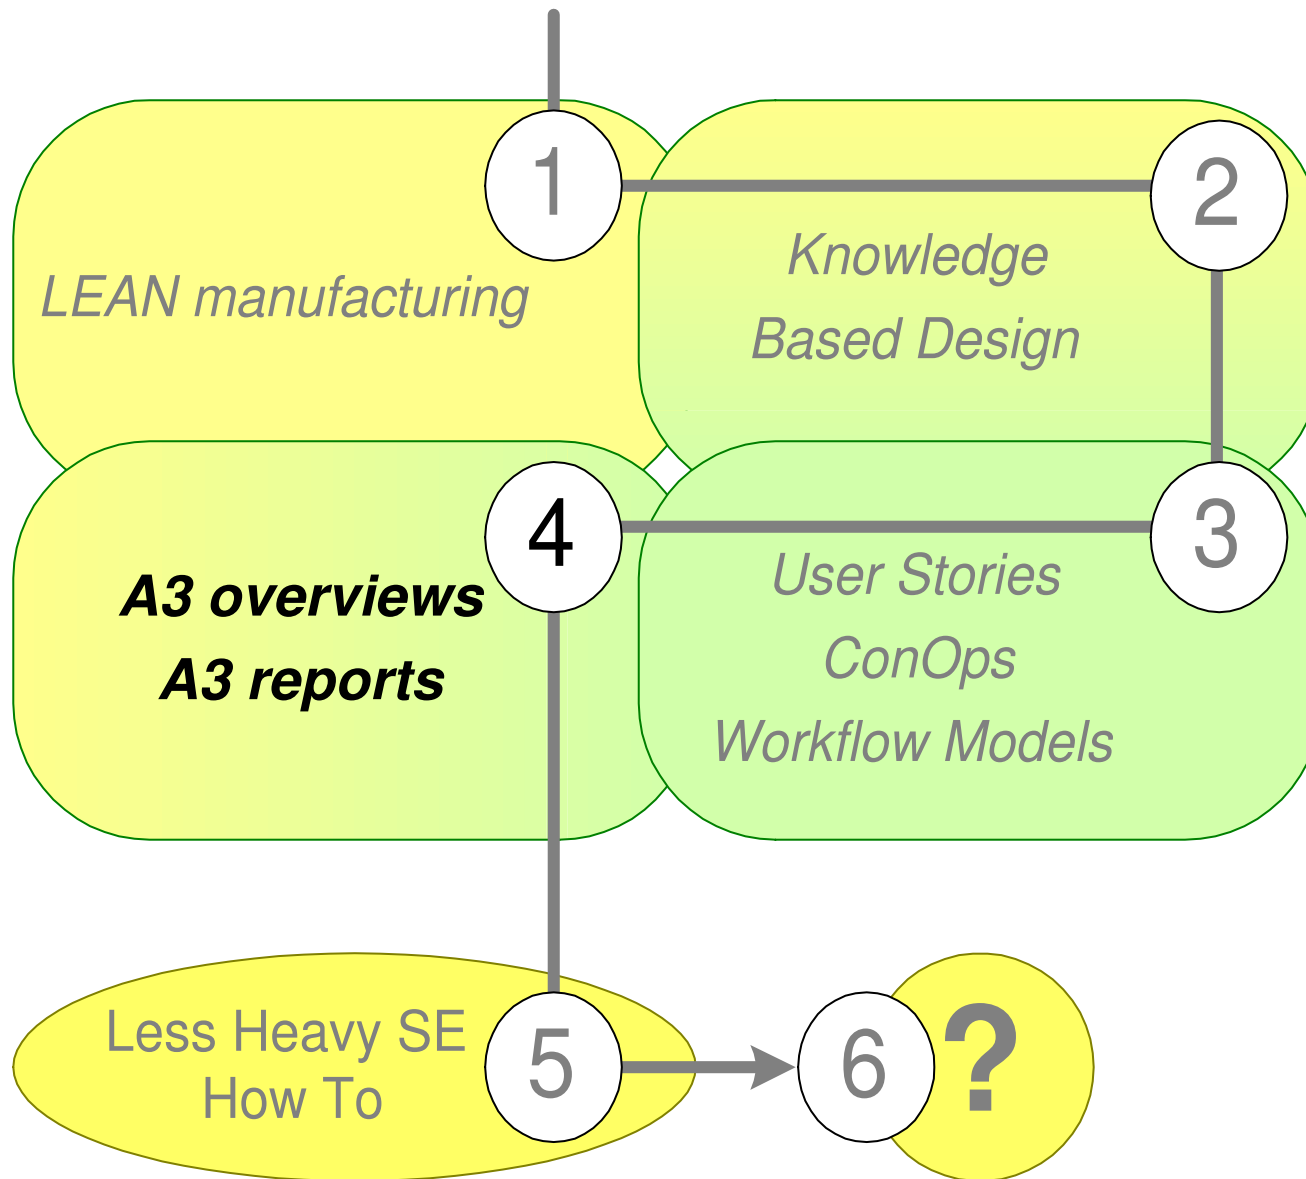 1
LEAN manufacturing
2
Knowledge
Based Design
3
User Stories
ConOps
Workflow Models
4
A3 overviews
A3 reports
5
Less Heavy SE
How To
6
?